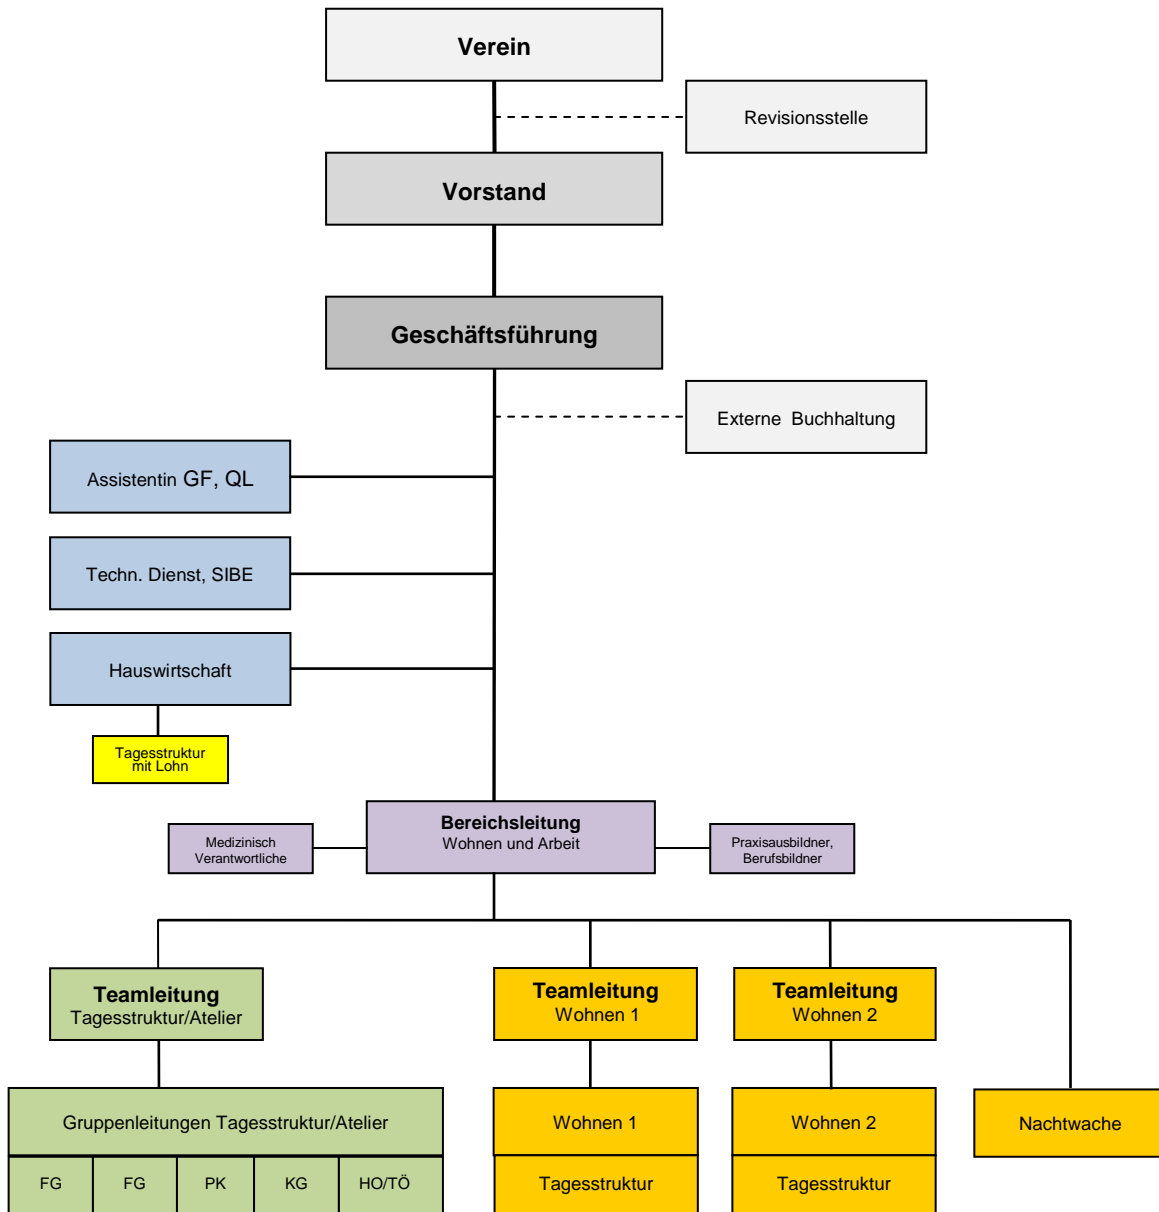 Verein
Revisionsstelle
Vorstand
Geschäftsführung
Externe Buchhaltung
Assistentin GF, QL
Techn. Dienst, SIBE
Hauswirtschaft
Tagesstruktur
mit Lohn
Bereichsleitung
Wohnen und Arbeit
Medizinisch
Verantwortliche
Praxisausbildner,
Berufsbildner
Teamleitung
Tagesstruktur/Atelier
Teamleitung
Wohnen 1
Teamleitung
Wohnen 2
Gruppenleitungen Tagesstruktur/Atelier
Wohnen 1
Wohnen 2
Nachtwache
FG
FG
PK
KG
HO/TÖ
Tagesstruktur
Tagesstruktur